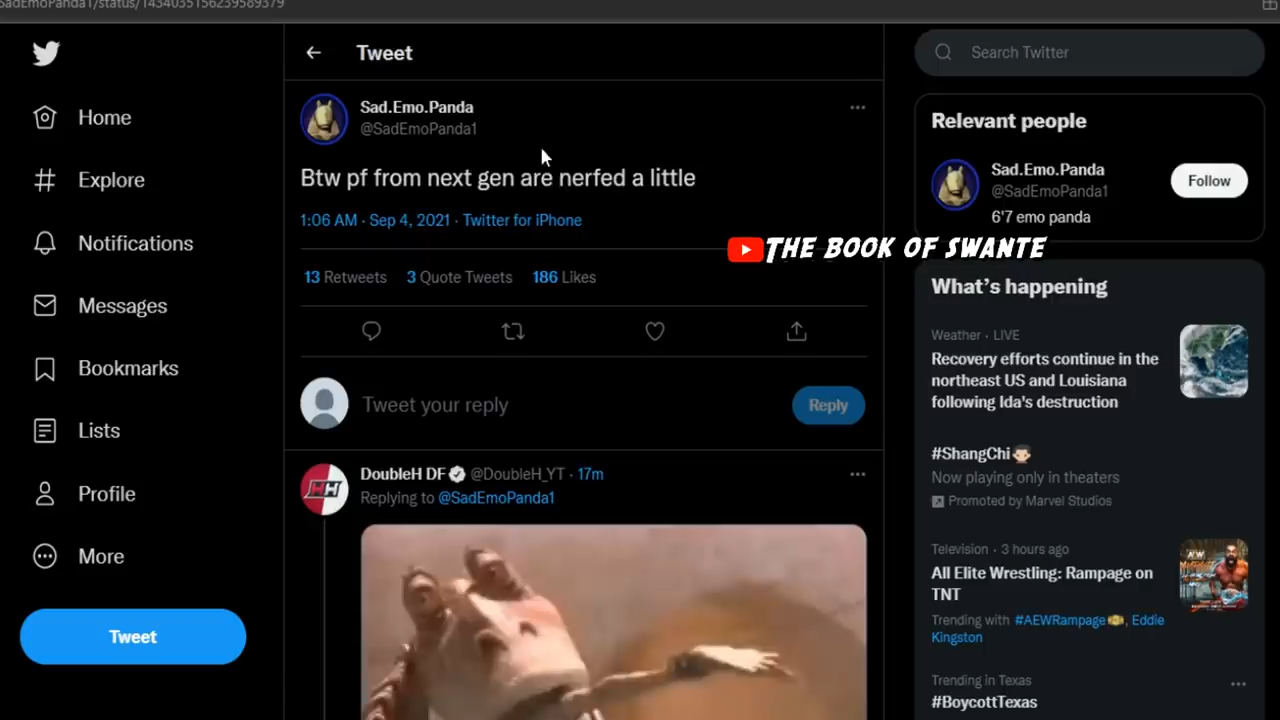 SadEmoPanda1/status/1434035156239589379
Home
Explore
Notifications
Messages
Bookmarks
Lists
Profile
More
Tweet
Tweet
Sad.Emo.Panda
@SadEmoPanda1
Btw pf from next gen are nerfed a little
1:06 AM · Sep 4, 2021 · Twitter for iPhone
13 Retweets 3 Quote Tweets 186 Likes
Tweet your reply
Reply
DoubleH DF @DoubleH_YT · 17m
Replying to @SadEmoPanda1
HH
THE BOOK OF SWANTE
Search Twitter
Relevant people
Sad.Emo.Panda
@SadEmoPanda1
Follow
6'7 emo panda
What's happening
Weather · LIVE
Recovery efforts continue in the
northeast US and Louisiana
following Ida's destruction
#ShangChi
Now playing only in theaters
Promoted by Marvel Studios
Television · 3 hours ago
All Elite Wrestling: Rampage on
TNT
Trending with #AEWRampage, Eddie
Kingston
Trending in Texas
#BoycottTexas